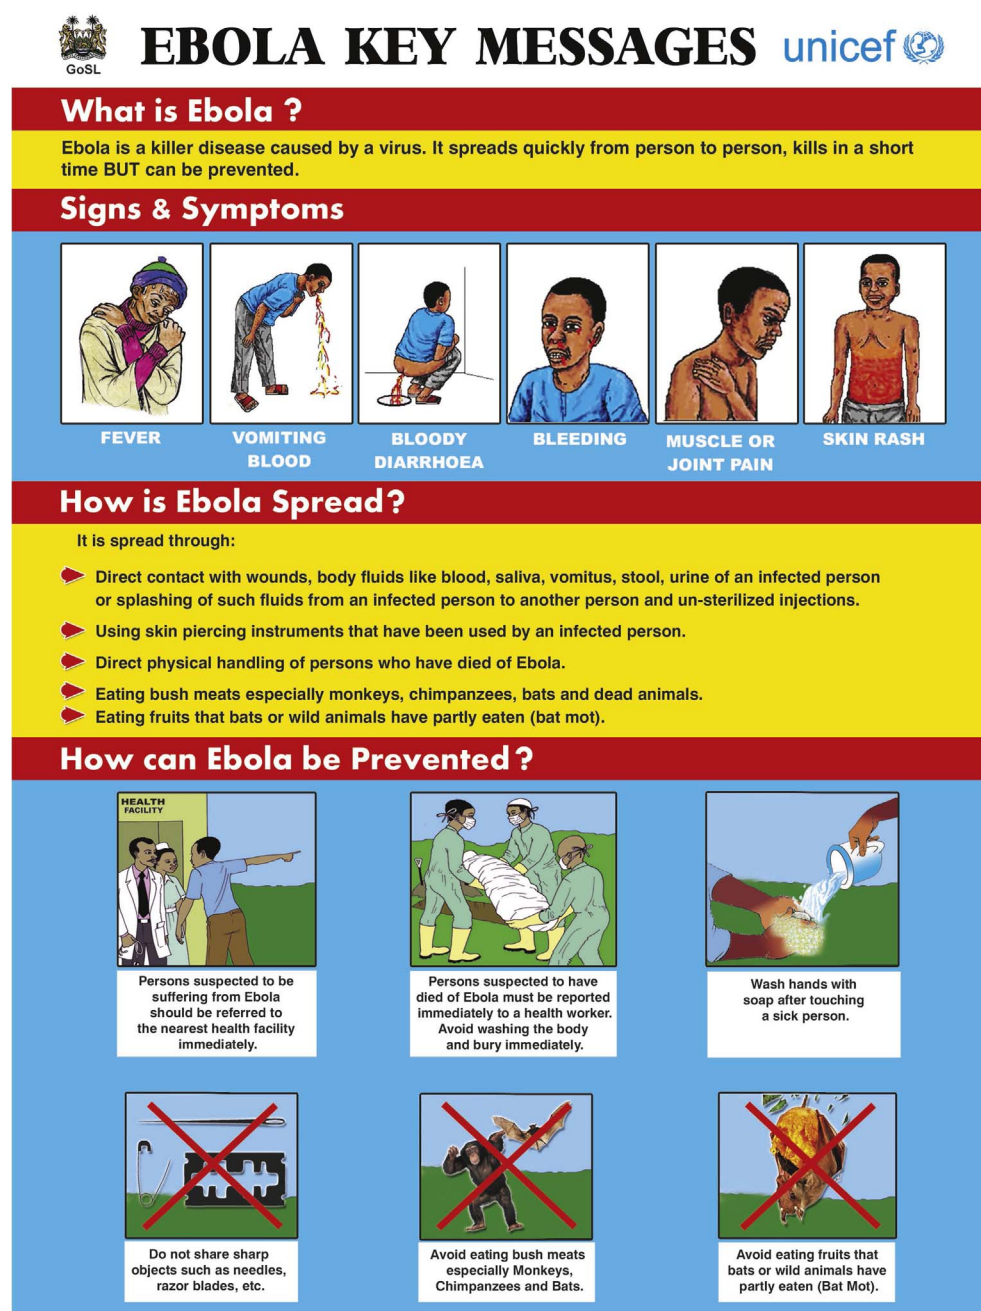 GoSL
EBOLA KEY MESSAGES
unicef
What is Ebola ?
Ebola is a killer disease caused by a virus. It spreads quickly from person to person, kills in a short
time BUT can be prevented.
Signs & Symptoms
FEVER
VOMITING
BLOOD
BLOODY
DIARRHOEA
BLEEDING
MUSCLE OR
JOINT PAIN
SKIN RASH
How is Ebola Spread?
It is spread through:
Direct contact with wounds, body fluids like blood, saliva, vomitus, stool, urine of an infected person
or splashing of such fluids from an infected person to another person and un-sterilized injections.
Using skin piercing instruments that have been used by an infected person.
Direct physical handling of persons who have died of Ebola.
Eating bush meats especially monkeys, chimpanzees, bats and dead animals.
Eating fruits that bats or wild animals have partly eaten (bat mot).
How can Ebola be Prevented?
HEALTH
FACILITY
Persons suspected to be
suffering from Ebola
should be referred to
the nearest health facility
immediately.
Persons suspected to have
died of Ebola must be reported
immediately to a health worker.
Avoid washing the body
and bury immediately.
Wash hands with
soap after touching
a sick person.
Do not share sharp
objects such as needles,
razor blades, etc.
Avoid eating bush meats
especially Monkeys,
Chimpanzees and Bats.
Avoid eating fruits that
bats or wild animals have
partly eaten (Bat Mot).